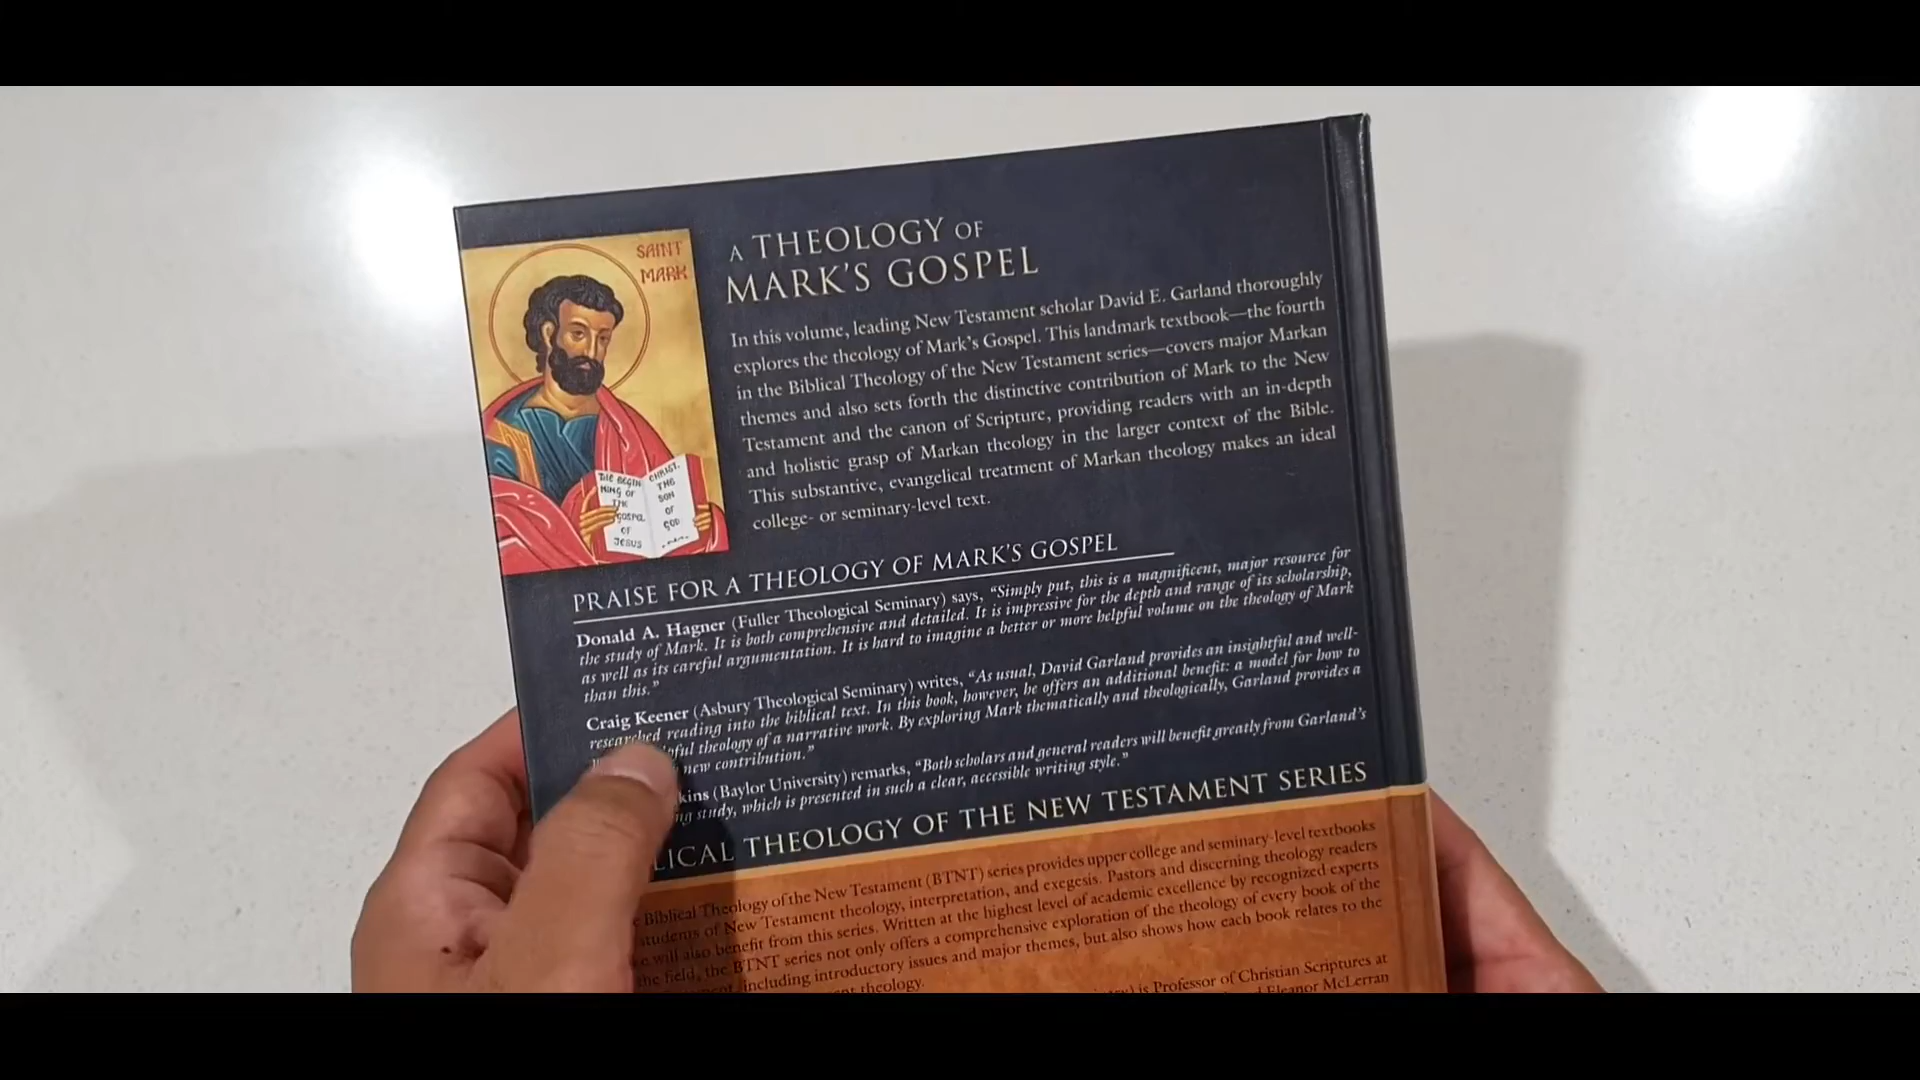 SAINT
MARK
THE BEGIN
NING OF
THE
GOSPEL
OF
JESUS
CHRIST,
THE
SON
OF
GOD
A THEOLOGY OF
MARK'S GOSPEL
In this volume, leading New Testament scholar David E. Garland thoroughly
explores the theology of Mark's Gospel. This landmark textbook—the fourth
in the Biblical Theology of the New Testament series—covers major Markan
themes and also sets forth the distinctive contribution of Mark to the New
Testament and the canon of Scripture, providing readers with an in-depth
and holistic grasp of Markan theology in the larger context of the Bible.
This substantive, evangelical treatment of Markan theology makes an ideal
college- or seminary-level text.
PRAISE FOR A THEOLOGY OF MARK'S GOSPEL
Donald A. Hagner (Fuller Theological Seminary) says, "Simply put, this is a magnificent, major resource for
the study of Mark. It is both comprehensive and detailed. It is impressive for the depth and range of its scholarship,
as well as its careful argumentation. It is hard to imagine a better or more helpful volume on the theology of Mark
than this."
Craig Keener (Asbury Theological Seminary) writes, "As usual, David Garland provides an insightful and well-
researched reading into the biblical text. In this book, however, he offers an additional benefit: a model for how to
theology of a narrative work. By exploring Mark thematically and theologically, Garland provides a
new contribution."
(Baylor University) remarks, "Both scholars and general readers will benefit greatly from Garland's
study, which is presented in such a clear, accessible writing style."
LICAL THEOLOGY OF THE NEW TESTAMENT SERIES
Biblical Theology of the New Testament (BTNT) series provides upper college and seminary-level textbooks
students of New Testament theology, interpretation, and exegesis. Pastors and discerning theology readers
will also benefit from this series. Written at the highest level of academic excellence by recognized experts
the field, the BTNT series not only offers a comprehensive exploration of the theology of every book of the
including introductory issues and major themes, but also shows how each book relates to the
theology.
is Professor of Christian Scriptures at
Eleanor McLerran